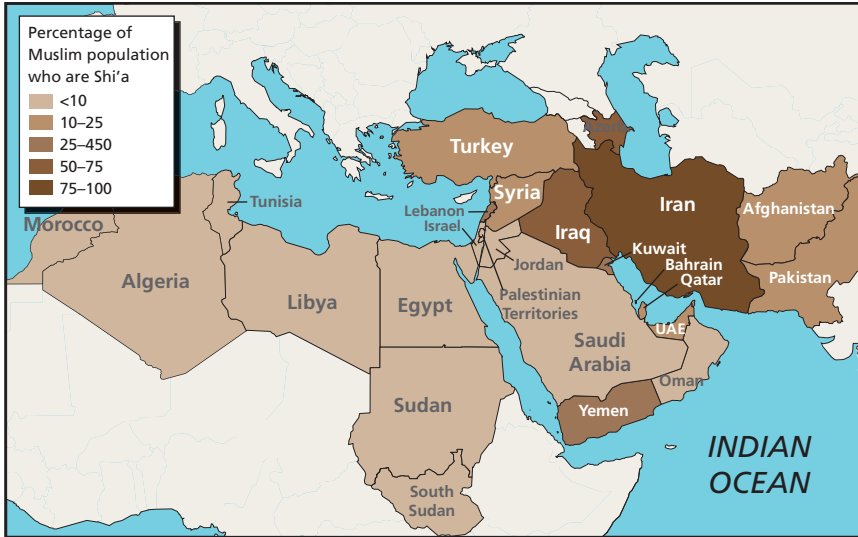 Percentage of
Muslim population
who are Shi'a
<10
10–25
25–450
50–75
75–100
Turkey
Tunisia
Syria
Lebanon
Israel
Iran
Afghanistan
Morocco
Iraq
Kuwait
Bahrain
Qatar
Pakistan
Jordan
Algeria
Libya
Egypt
Palestinian
Territories
UAE
Saudi
Arabia
Oman
Sudan
Yemen
INDIAN
OCEAN
South
Sudan